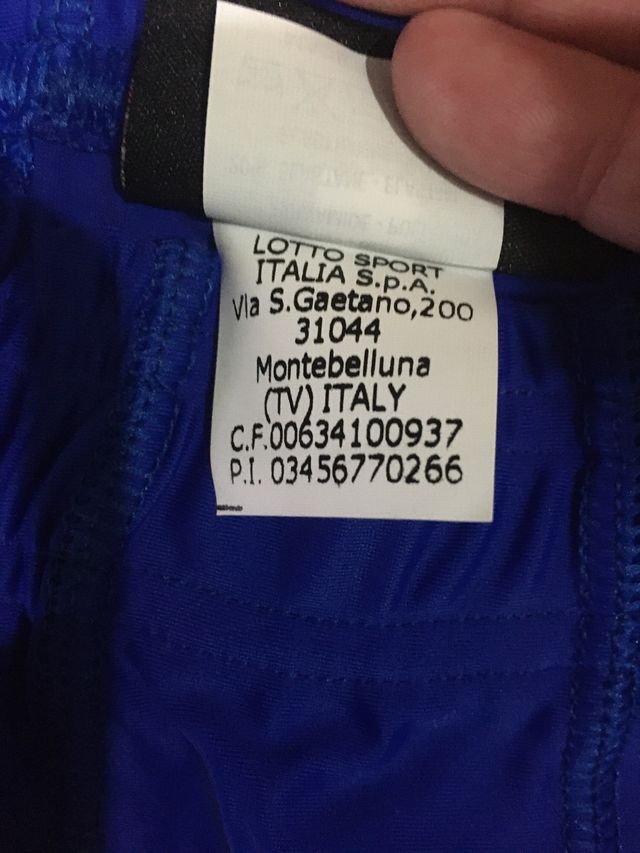 LOTTO SPORT
ITALIA S.p.A.
Via S.Gaetano,200
31044
Montebelluna
(TV) ITALY
C.F.00634100937
P.I. 03456770266